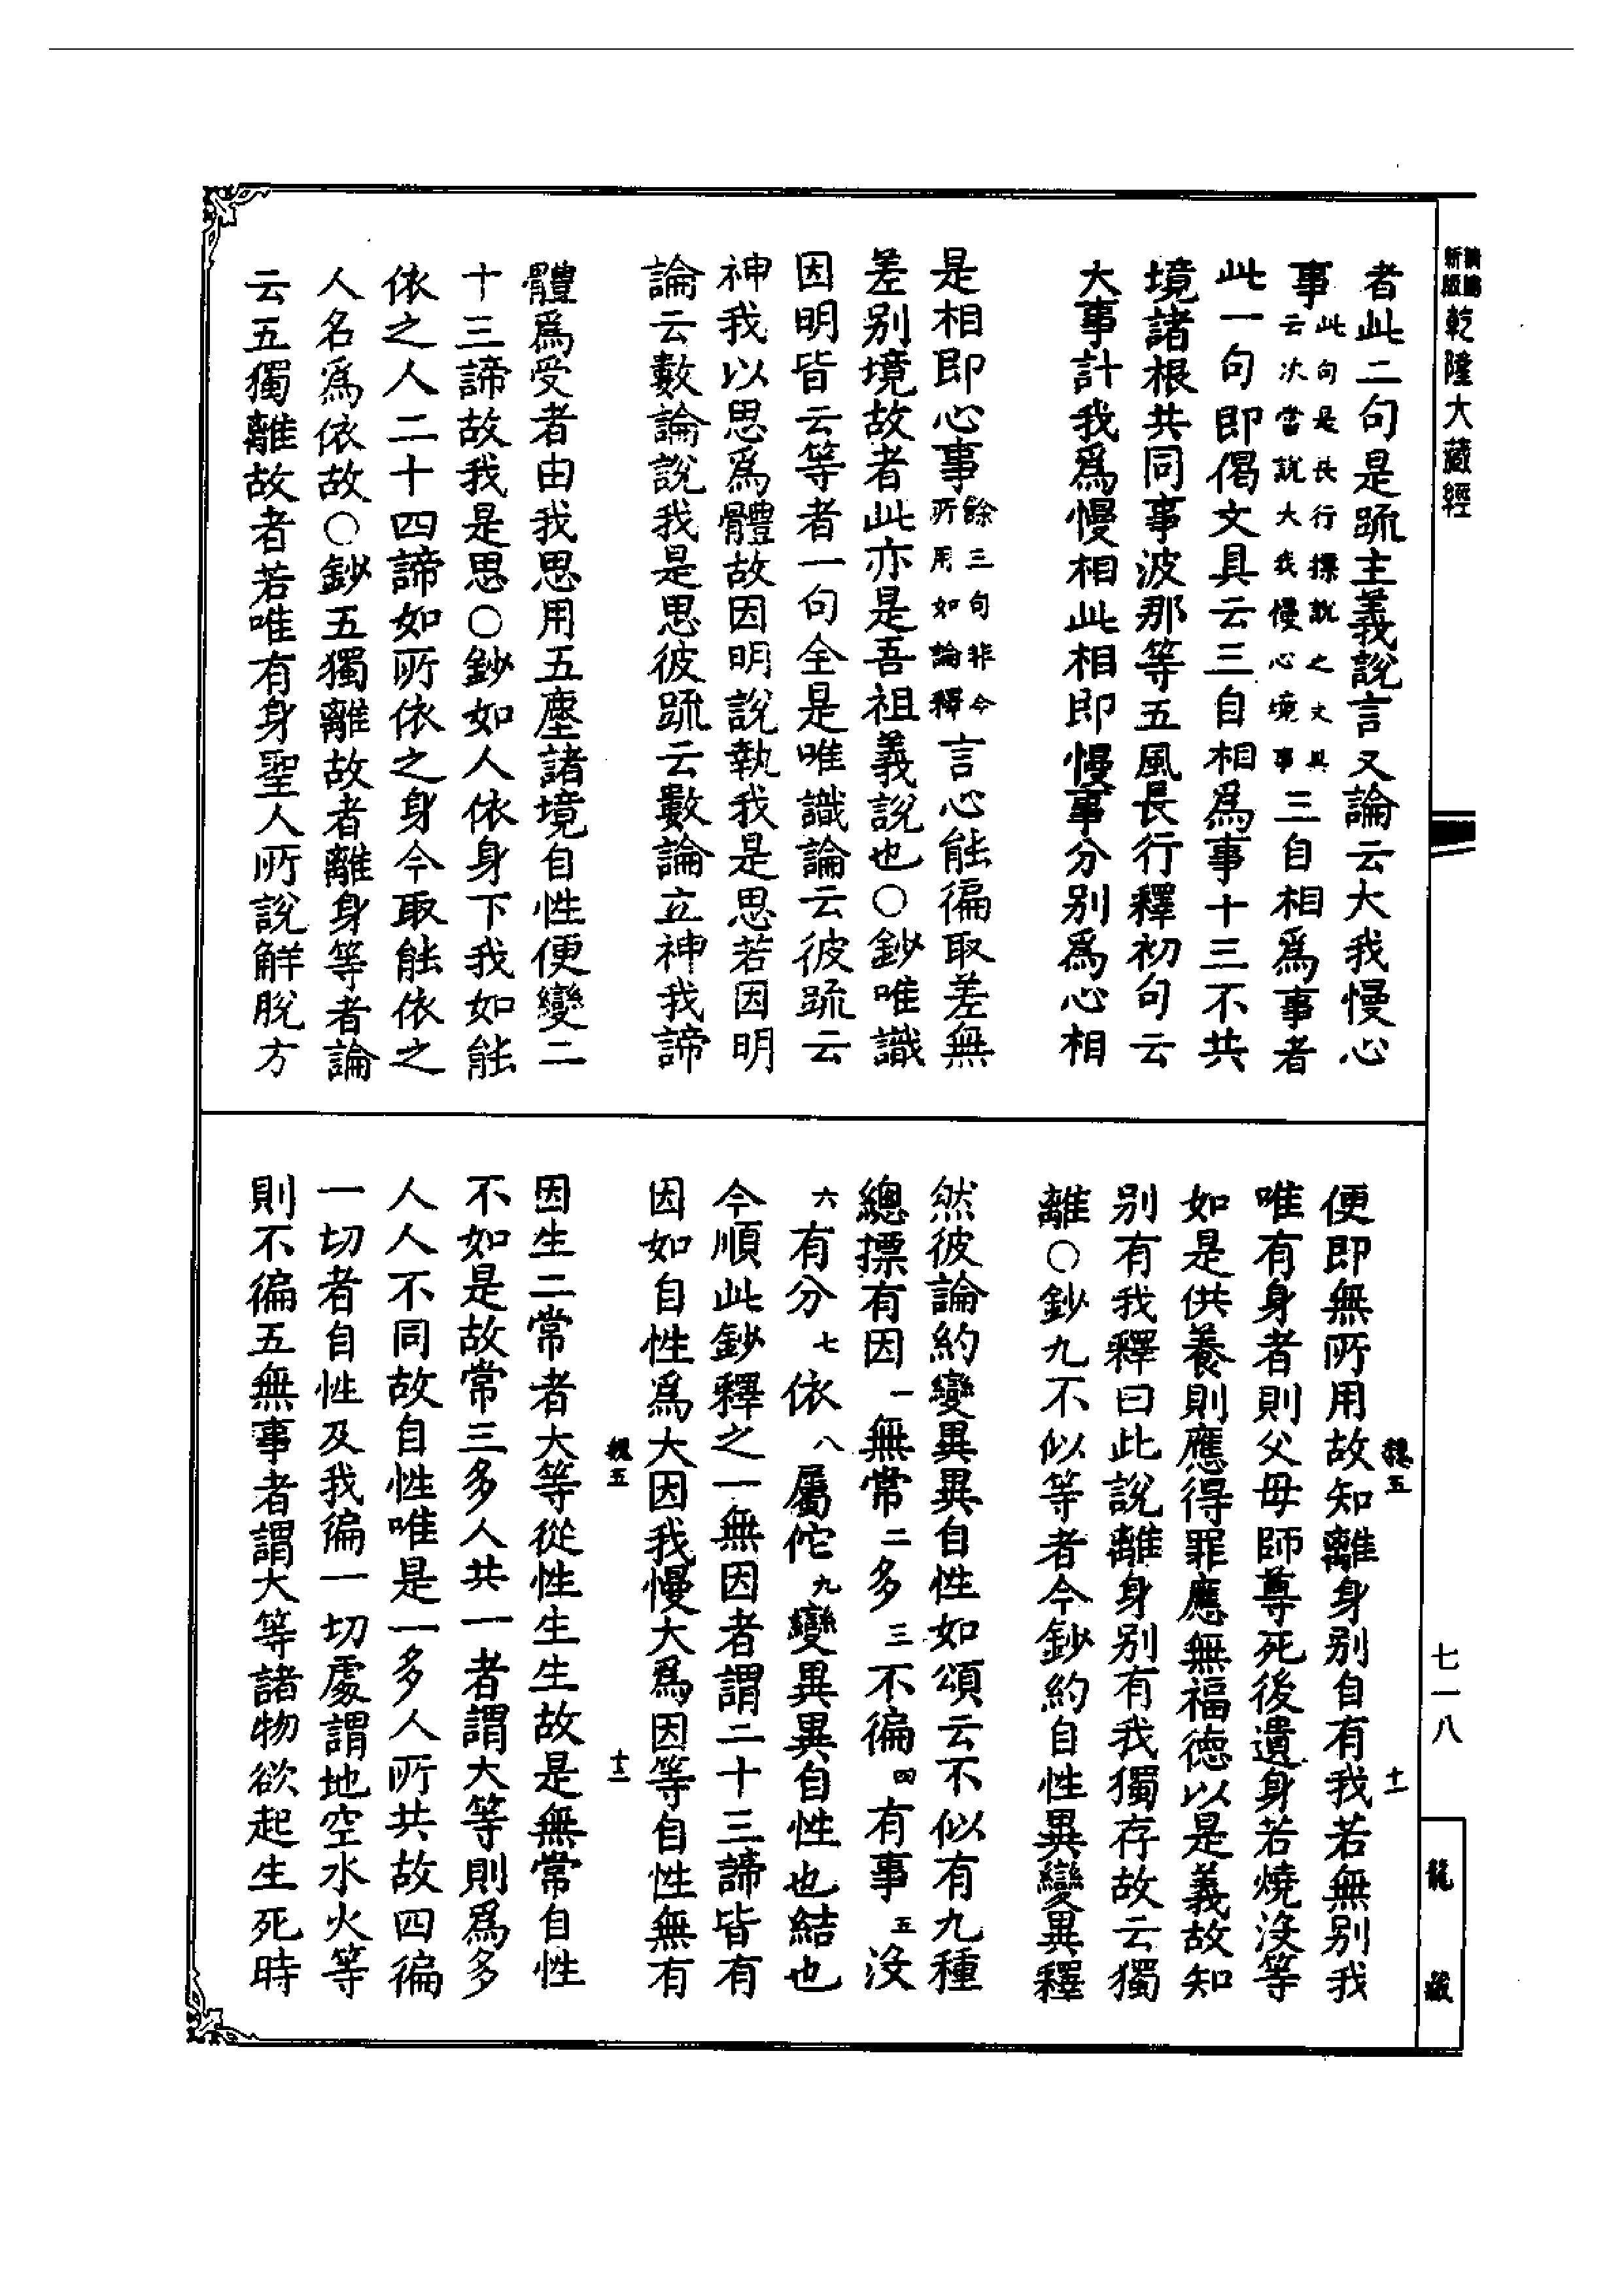 新版
乾隆大藏經
者此二句是䟽主義說言又論云大我慢心
事此句是長行摽說之文具云次當說大我慢心境事三自相爲事者
此一句即偈文具云三自相爲事十三不共
境諸根共同事波那等五風長行釋初句云
大事計我爲慢相此相即慢事分别爲心相
是相即心事餘三句非今所用如論釋言心能徧取差無
差别境故者此亦是吾祖義說也○鈔唯識
因明皆云等者一句全是唯識論云彼䟽云
神我以思爲體故因明說執我是思若因明
論云數論說我是思彼䟽云數論立神我諦
體爲受者由我思用五塵諸境自性便變二
十三諦故我是思○鈔如人依身下我如能
依之人二十四諦如所依之身今取能依之
人名爲依故○鈔五獨離故者離身等者論
云五獨離故者若唯有身聖人所說解脫方
便即無所用故知離身别自有我若無别我
唯有身者則父母師尊死後遺身若燒沒等
如是供養則應得罪應無福德以是義故知
别有我釋曰此說離身别有我獨存故云獨
離○鈔九不似等者今鈔約自性異變異釋
然彼論約變異異自性如頌云不似有九種
總摽有因一無常二多三不徧四有事五沒
六有分七依八屬佗九變異異自性也結也
今順此鈔釋之一無因者謂二十三諦皆有
因如自性爲大因我慢大爲因等自性無有
因生二常者大等從性生生故是無常自性
不如是故常三多人共一者謂大等則爲多
人人不同故自性唯是一多人所共故四徧
一切者自性及我徧一切處謂地空水火等
則不徧五無事者謂大等諸物欲起生死時
十一
五
十二
七一八
龍藏